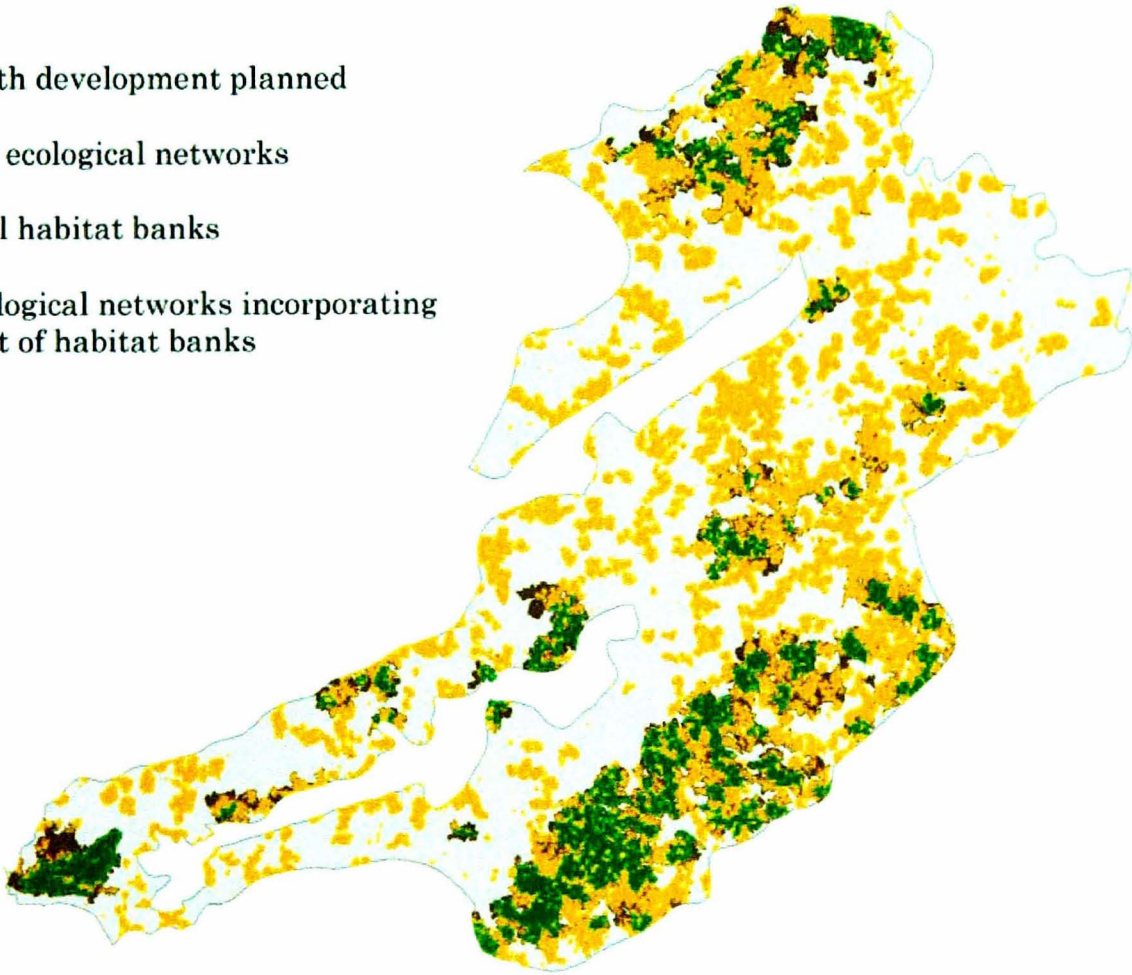 th development planned
ecological networks
l habitat banks
logical networks incorporating
t of habitat banks